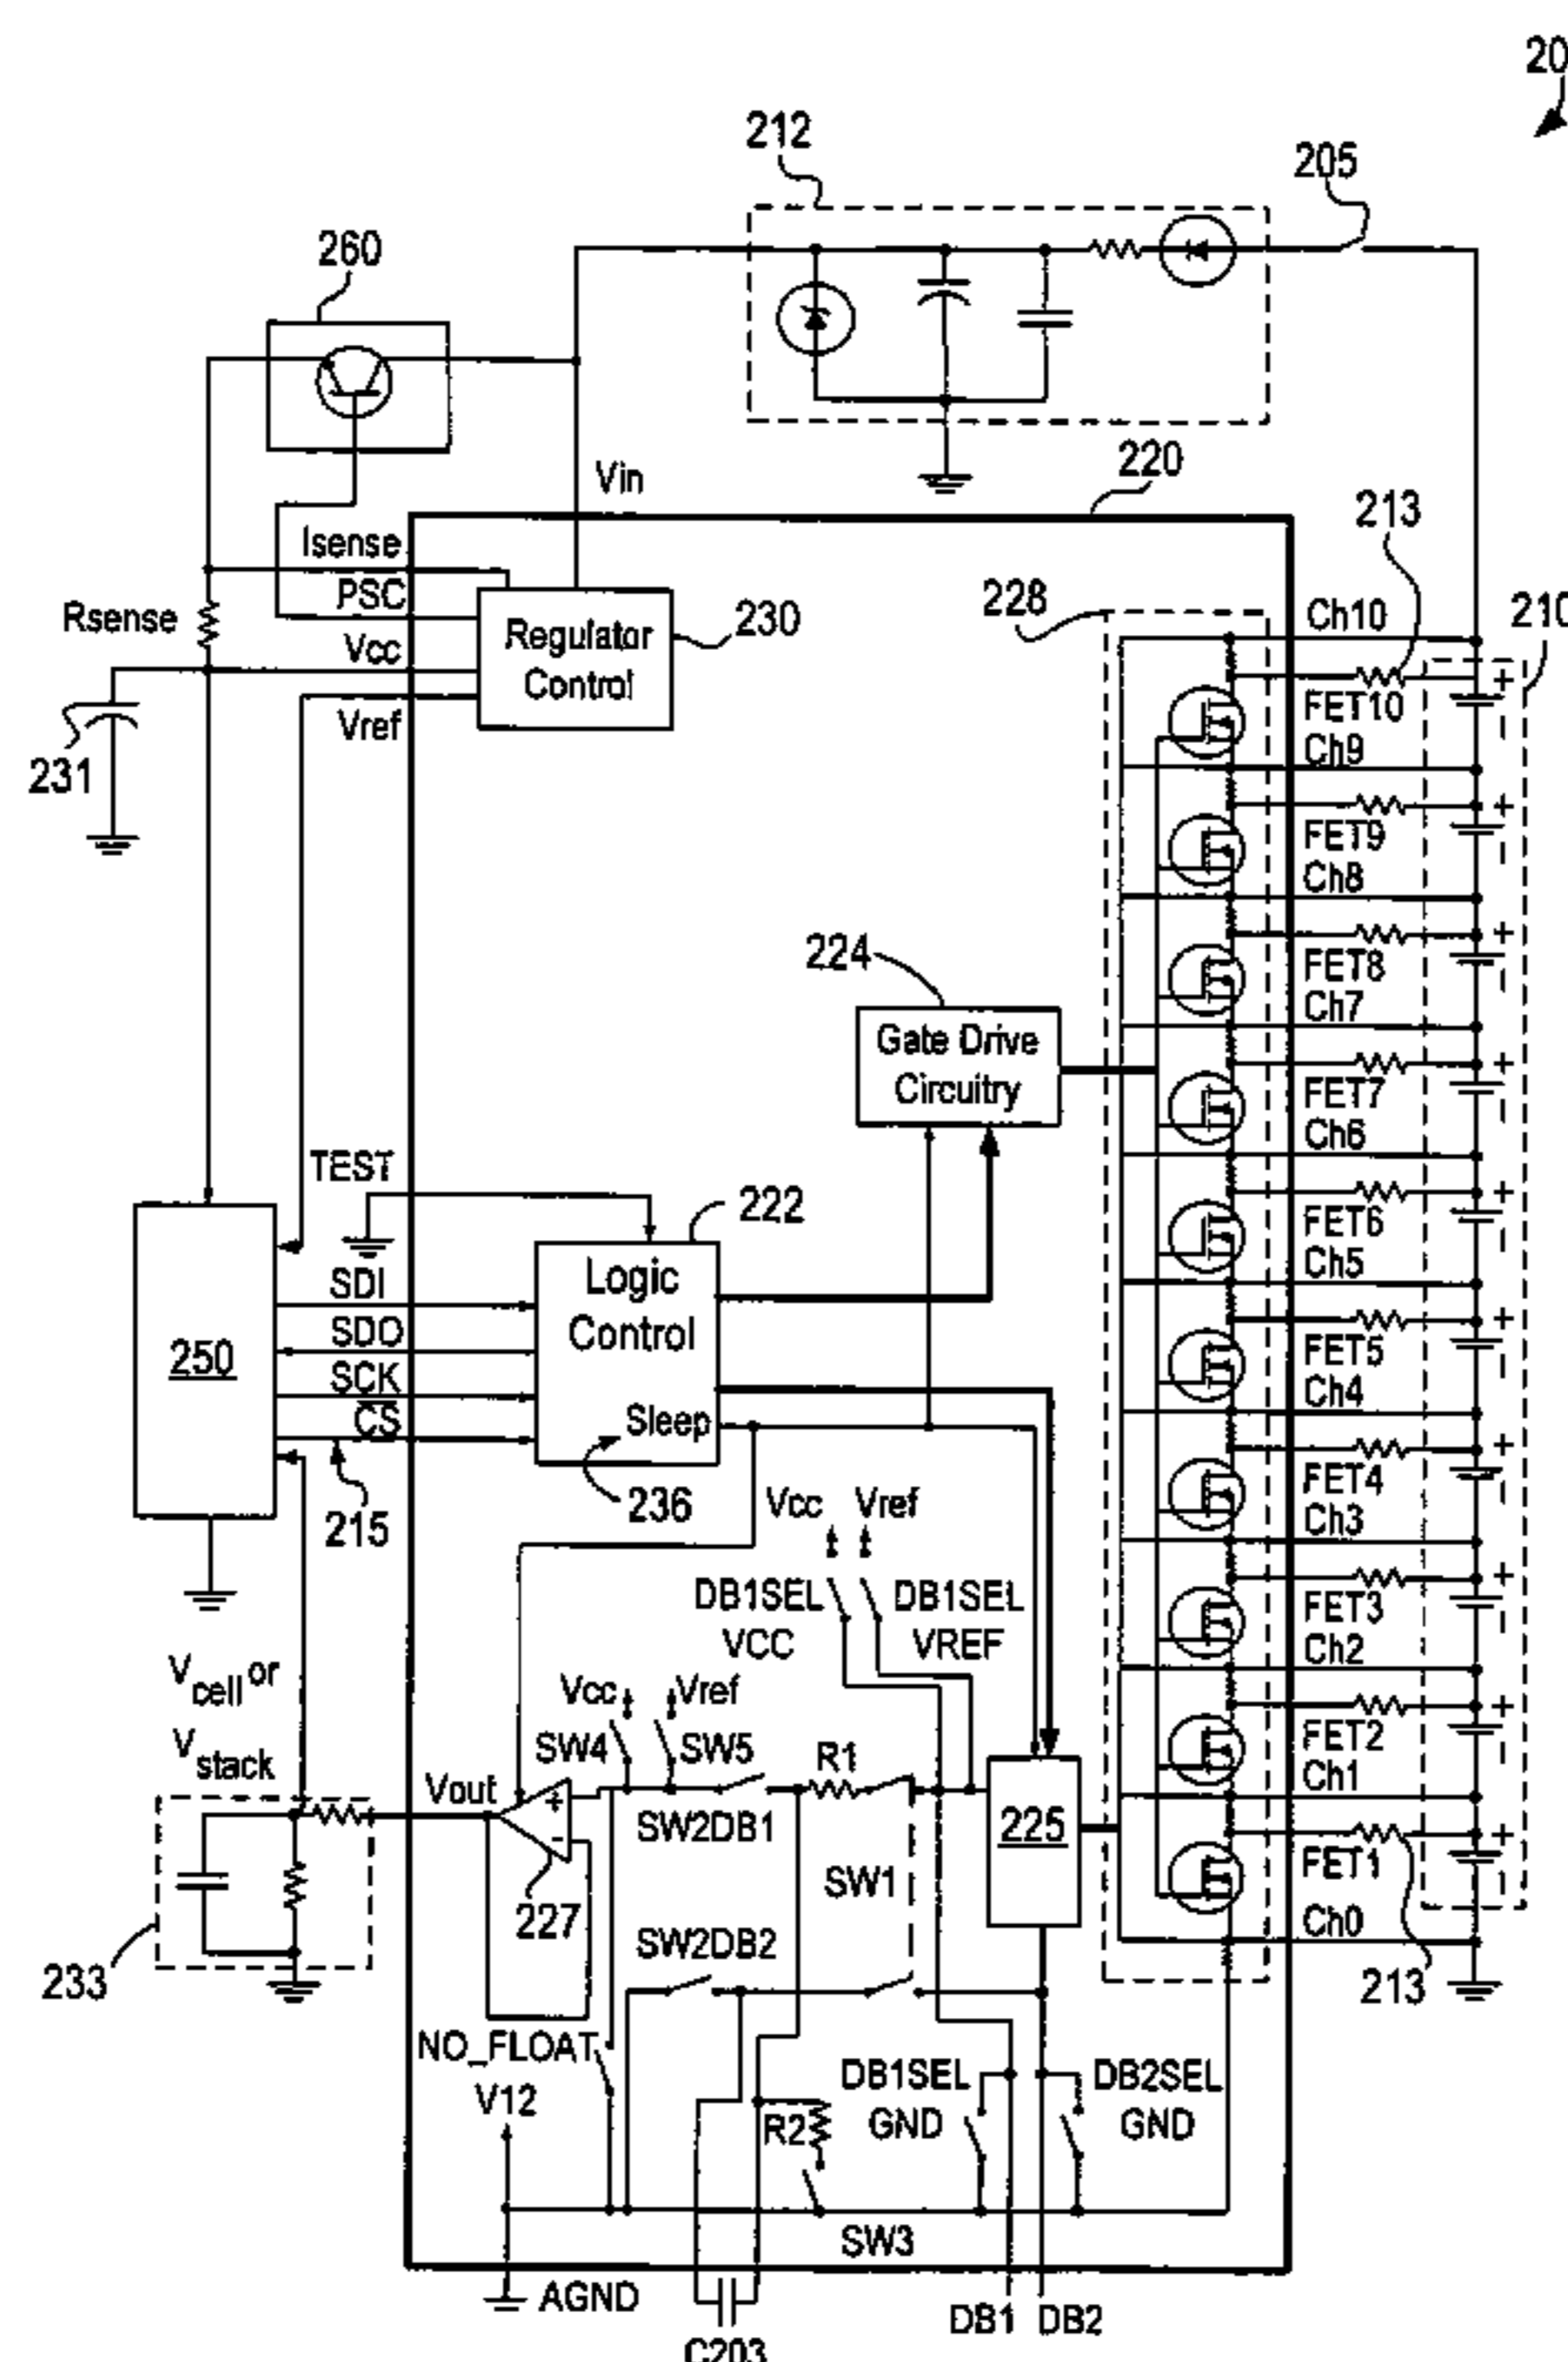 20
212
205
260
Vin
220
213
Isense
PSC
228
Ch10
210
Rsense
Regulator
Control
230
Vcc
Vref
231
+
FET10
Ch9
+
FET9
Ch8
+
FET8
Ch7
224
Gate Drive
Circuitry
+
FET7
Ch6
TEST
222
+
FET6
Ch5
250
SDI
SDO
SCK
CS
Logic
Control
Sleep
+
FET5
Ch4
215
236
+
FET4
Ch3
Vcc
Vref
DB1SEL
VCC
DB1SEL
VREF
+
FET3
Ch2
Vcell or
Vstack
Vcc
Vref
SW4
SW5
R1
+
FET2
Ch1
Vout
+
-
SW2DB1
225
+
FET1
SW1
227
Ch0
SW2DB2
233
213
NO_FLOAT
V12
R2
DB1SEL
GND
DB2SEL
GND
SW3
AGND
DB1
DB2
C203